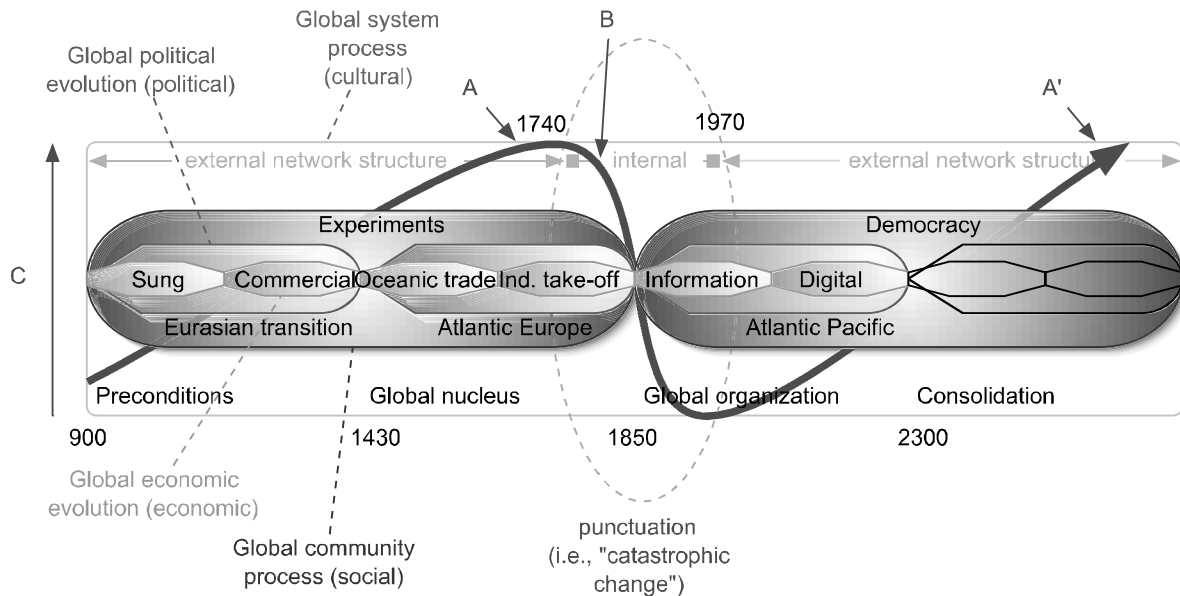 Global system
process
(cultural)
B
Global political
evolution (political)
A
A'
1740
1970
external network structure
internal
external network structure
Experiments
Democracy
C
Sung
Commercial
Oceanic trade
Ind. take-off
Information
Digital
Eurasian transition
Atlantic Europe
Atlantic Pacific
Preconditions
Global nucleus
Global organization
Consolidation
900
1430
1850
2300
Global economic
evolution (economic)
Global community
process (social)
punctuation
(i.e., "catastrophic
change")